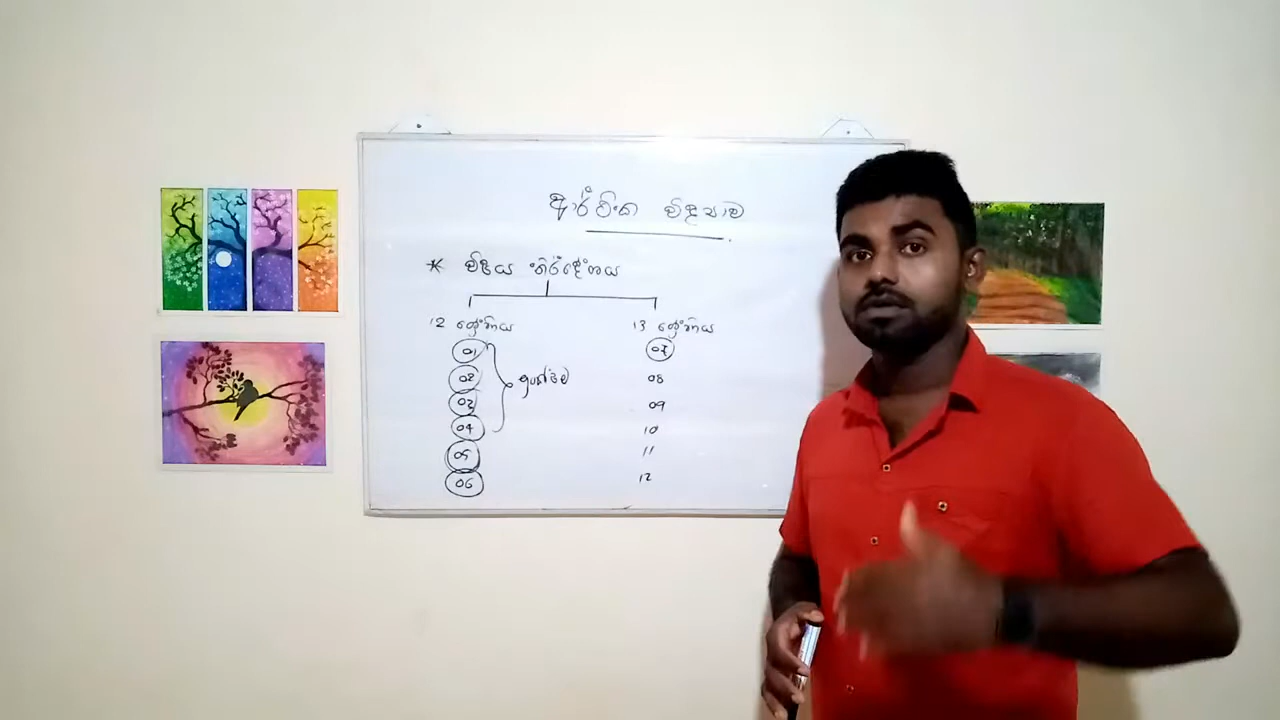 ආර්ථික විද්‍යාව
* විෂය නිර්දේශය
12 ශ්‍රේණිය 13 ශ්‍රේණිය
01 07
02 08
03 09
04 10
05 11
06 12